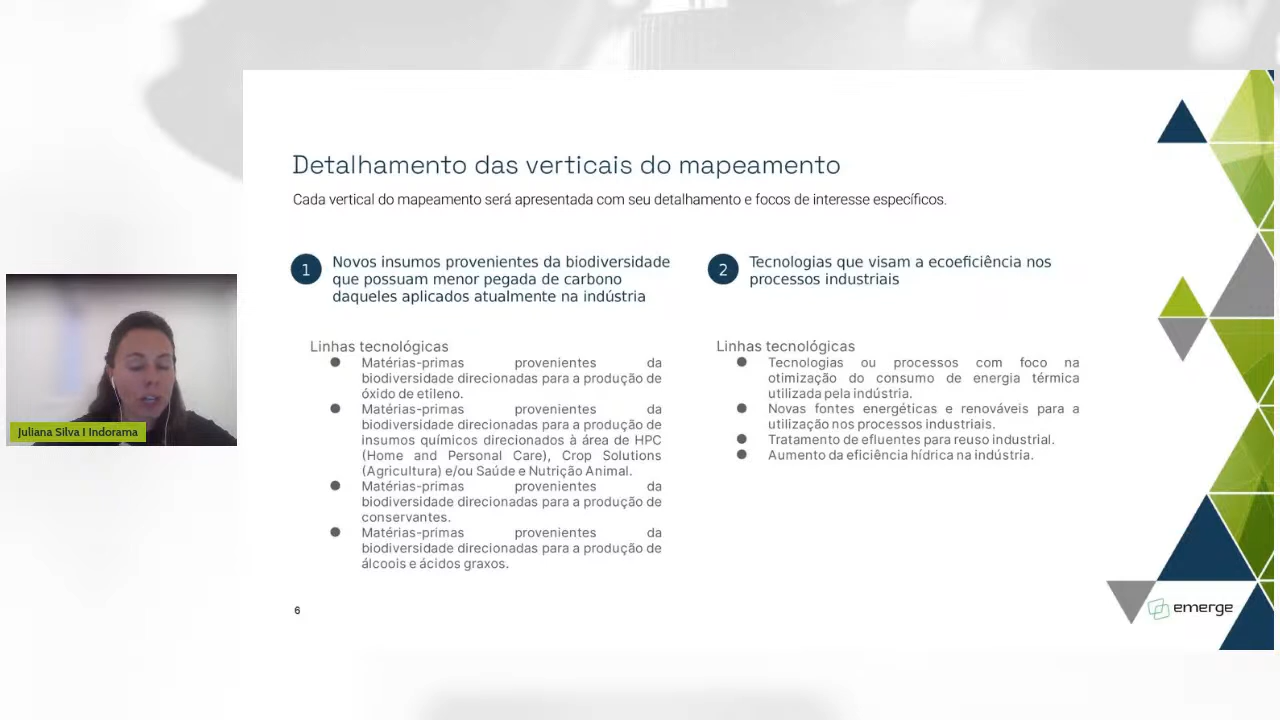 Detalhamento das verticais do mapeamento
Cada vertical do mapeamento será apresentada com seu detalhamento e focos de interesse específicos.
1
Novos insumos provenientes da biodiversidade
que possuam menor pegada de carbono
daqueles aplicados atualmente na indústria
Linhas tecnológicas
● Matérias-primas provenientes da
biodiversidade direcionadas para a produção de
óxido de etileno.
● Matérias-primas provenientes da
biodiversidade direcionadas para a produção de
insumos químicos direcionados à área de HPC
(Home and Personal Care), Crop Solutions
(Agricultura) e/ou Saúde e Nutrição Animal.
● Matérias-primas provenientes da
biodiversidade direcionadas para a produção de
conservantes.
● Matérias-primas provenientes da
biodiversidade direcionadas para a produção de
álcoois e ácidos graxos.
2
Tecnologias que visam a ecoeficiência nos
processos industriais
Linhas tecnológicas
● Tecnologias ou processos com foco na
otimização do consumo de energia térmica
utilizada pela indústria.
● Novas fontes energéticas e renováveis para a
utilização nos processos industriais.
● Tratamento de efluentes para reuso industrial.
● Aumento da eficiência hídrica na indústria.
Juliana Silva I Indorama
6
emerge